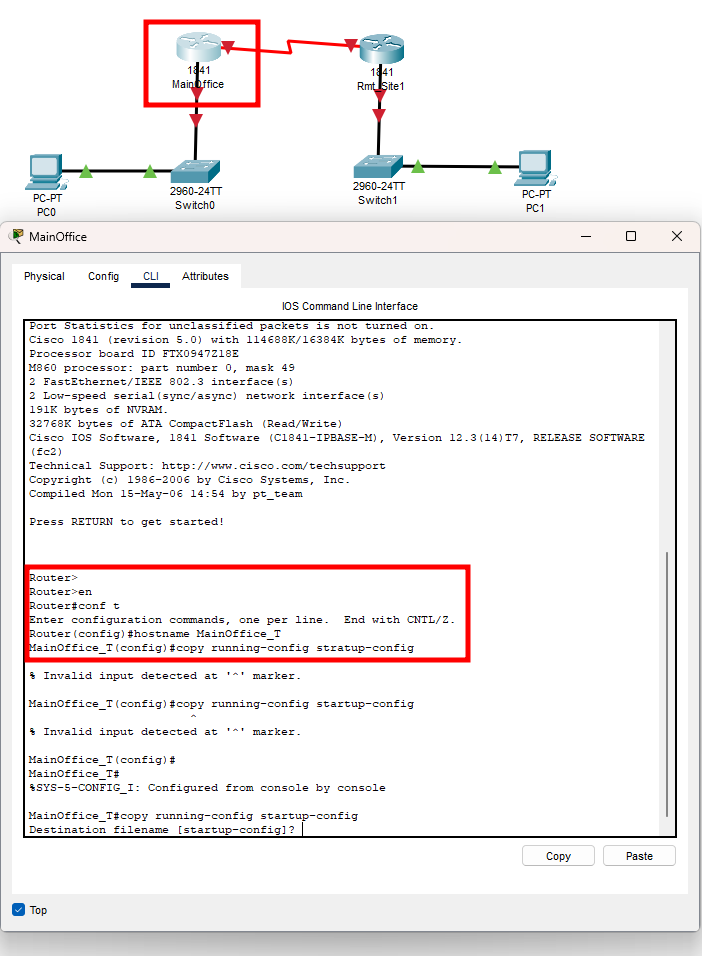 1841
MainOffice
1841
Rmt_Site1
2960-24TT
Switch0
2960-24TT
Switch1
PC-PT
PC0
PC-PT
PC1
MainOffice
Physical
Config
CLI
Attributes
IOS Command Line Interface
Port Statistics for unclassified packets is not turned on.
Cisco 1841 (revision 5.0) with 114688K/16384K bytes of memory.
Processor board ID FTX0947Z18E
M860 processor: part number 0, mask 49
2 FastEthernet/IEEE 802.3 interface(s)
2 Low-speed serial(sync/async) network interface(s)
191K bytes of NVRAM.
32768K bytes of ATA CompactFlash (Read/Write)
Cisco IOS Software, 1841 Software (C1841-IPBASE-M), Version 12.3(14)T7, RELEASE SOFTWARE
(fc2)
Technical Support: http://www.cisco.com/techsupport
Copyright (c) 1986-2006 by Cisco Systems, Inc.
Compiled Mon 15-May-06 14:54 by pt_team
Press RETURN to get started!
Router>
Router>en
Router#conf t
Enter configuration commands, one per line.  End with CNTL/Z.
Router(config)#hostname MainOffice_T
MainOffice_T(config)#copy running-config stratup-config
% Invalid input detected at '^' marker.
MainOffice_T(config)#copy running-config startup-config
^
% Invalid input detected at '^' marker.
MainOffice_T(config)#
MainOffice_T#
%SYS-5-CONFIG_I: Configured from console by console
MainOffice_T#copy running-config startup-config
Destination filename [startup-config]?
Copy
Paste
Top